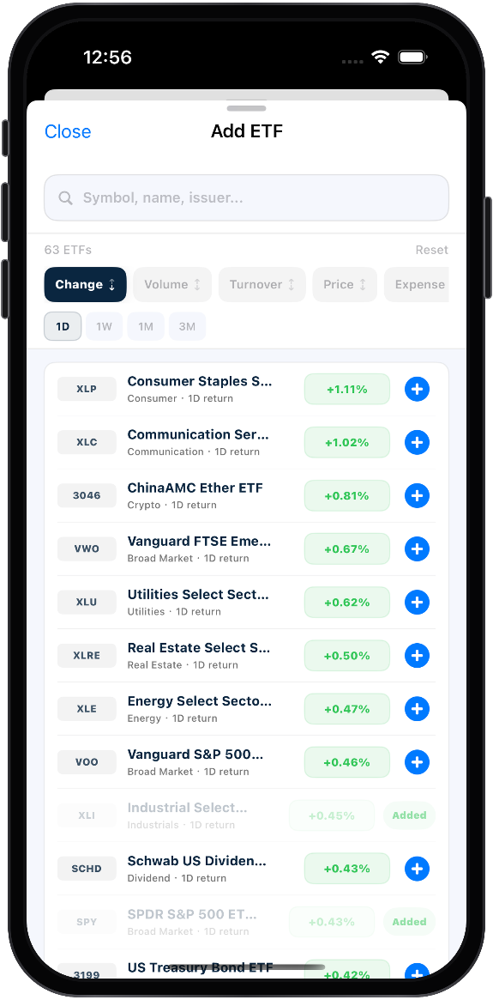 12:56
Close Add ETF
Symbol, name, issuer...
63 ETFs Reset
Change Volume Turnover Price Expense
1D 1W 1M 3M
XLP Consumer Staples S... +1.11%
Consumer · 1D return
XLC Communication Ser... +1.02%
Communication · 1D return
3046 ChinaAMC Ether ETF +0.81%
Crypto · 1D return
VWO Vanguard FTSE Eme... +0.67%
Broad Market · 1D return
XLU Utilities Select Sect... +0.62%
Utilities · 1D return
XLRE Real Estate Select S... +0.50%
Real Estate · 1D return
XLE Energy Select Secto... +0.47%
Energy · 1D return
VOO Vanguard S&P 500... +0.46%
Broad Market · 1D return
XLI Industrial Select... +0.45% Added
Industrials · 1D return
SCHD Schwab US Dividen... +0.43%
Dividend · 1D return
SPY SPDR S&P 500 ET... +0.43% Added
Broad Market · 1D return
3199 US Treasury Bond ETF +0.42%